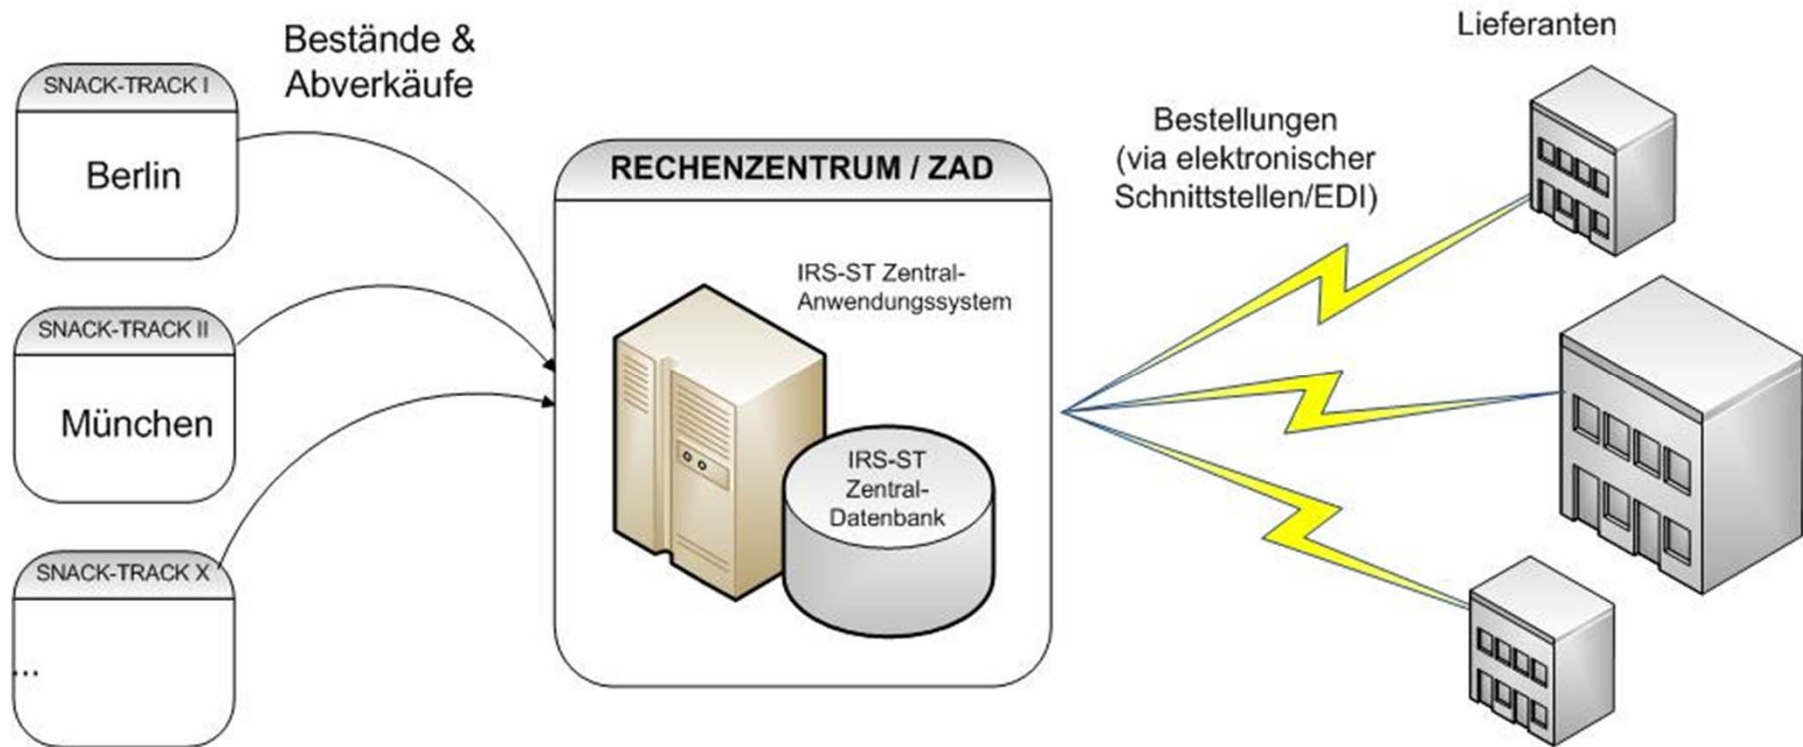 SNACK-TRACK I
Berlin
SNACK-TRACK II
München
SNACK-TRACK X
...
Bestände &
Abverkäufe
RECHENZENTRUM / ZAD
IRS-ST Zentral-
Anwendungssystem
IRS-ST
Zentral-
Datenbank
Bestellungen
(via elektronischer
Schnittstellen/EDI)
Lieferanten